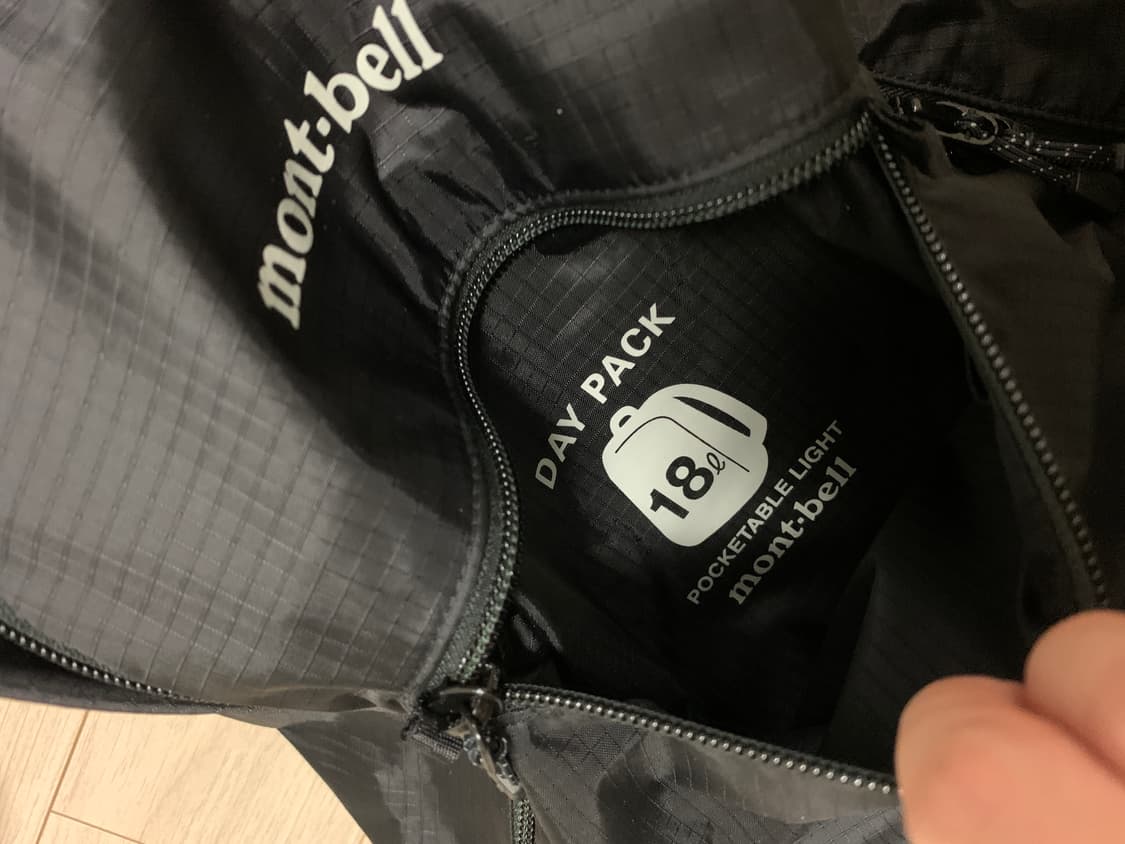 mont·bell
DAY PACK
18ℓ
POCKETABLE LIGHT
mont·bell